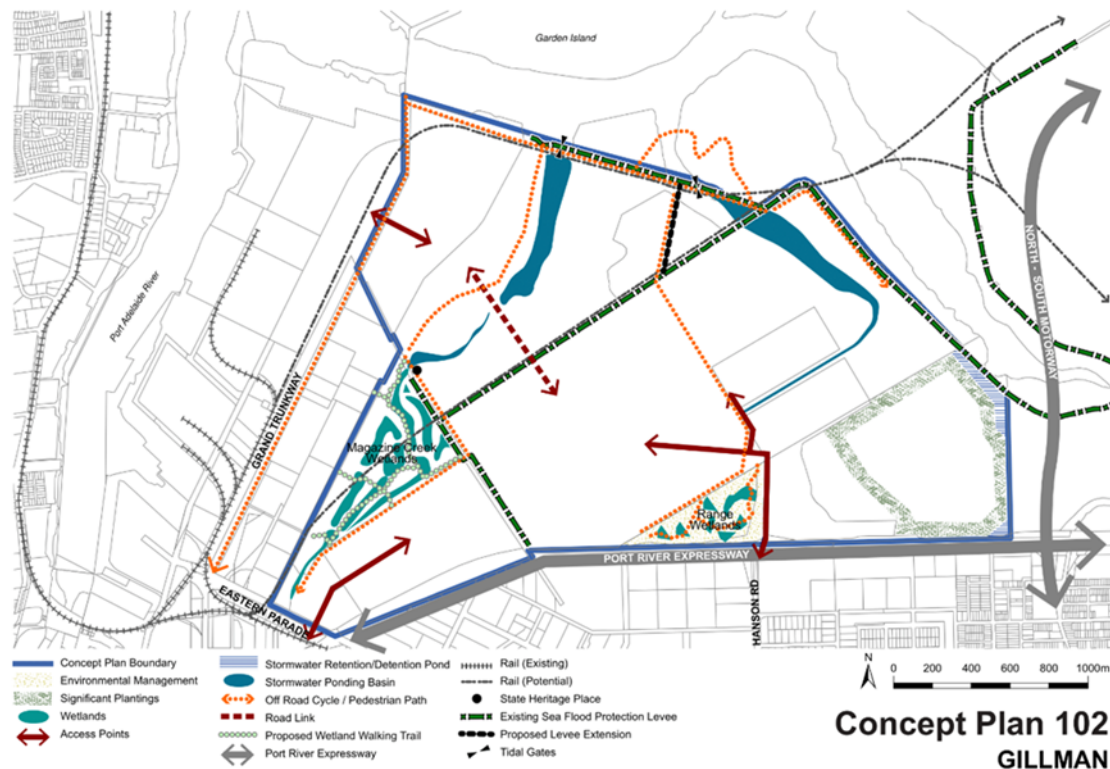 Garden Island
Port Adelaide River
NORTH - SOUTH MOTORWAY
GRAND TRUNKWAY
Magazine Creek
Wetlands
Range
Wetlands
PORT RIVER EXPRESSWAY
EASTERN PARADE
HANSON RD
Concept Plan Boundary
Environmental Management
Significant Plantings
Wetlands
Access Points
Stormwater Retention/Detention Pond
Stormwater Ponding Basin
Off Road Cycle / Pedestrian Path
Road Link
Proposed Wetland Walking Trail
Port River Expressway
Rail (Existing)
Rail (Potential)
State Heritage Place
Existing Sea Flood Protection Levee
Proposed Levee Extension
Tidal Gates
N
0 200 400 600 800 1000m
Concept Plan 102
GILLMAN